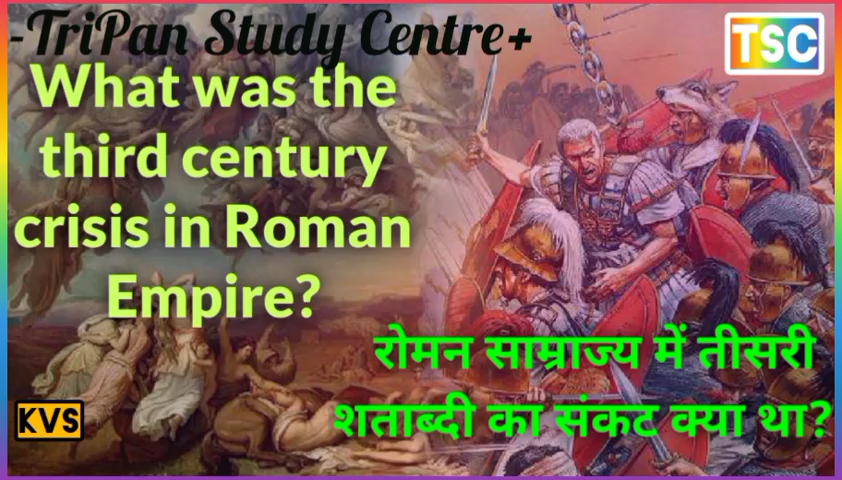 -TriPan Study Centre+
TSC
What was the
third century
crisis in Roman
Empire?
रोमन साम्राज्य में तीसरी
शताब्दी का संकट क्या था?
KVS